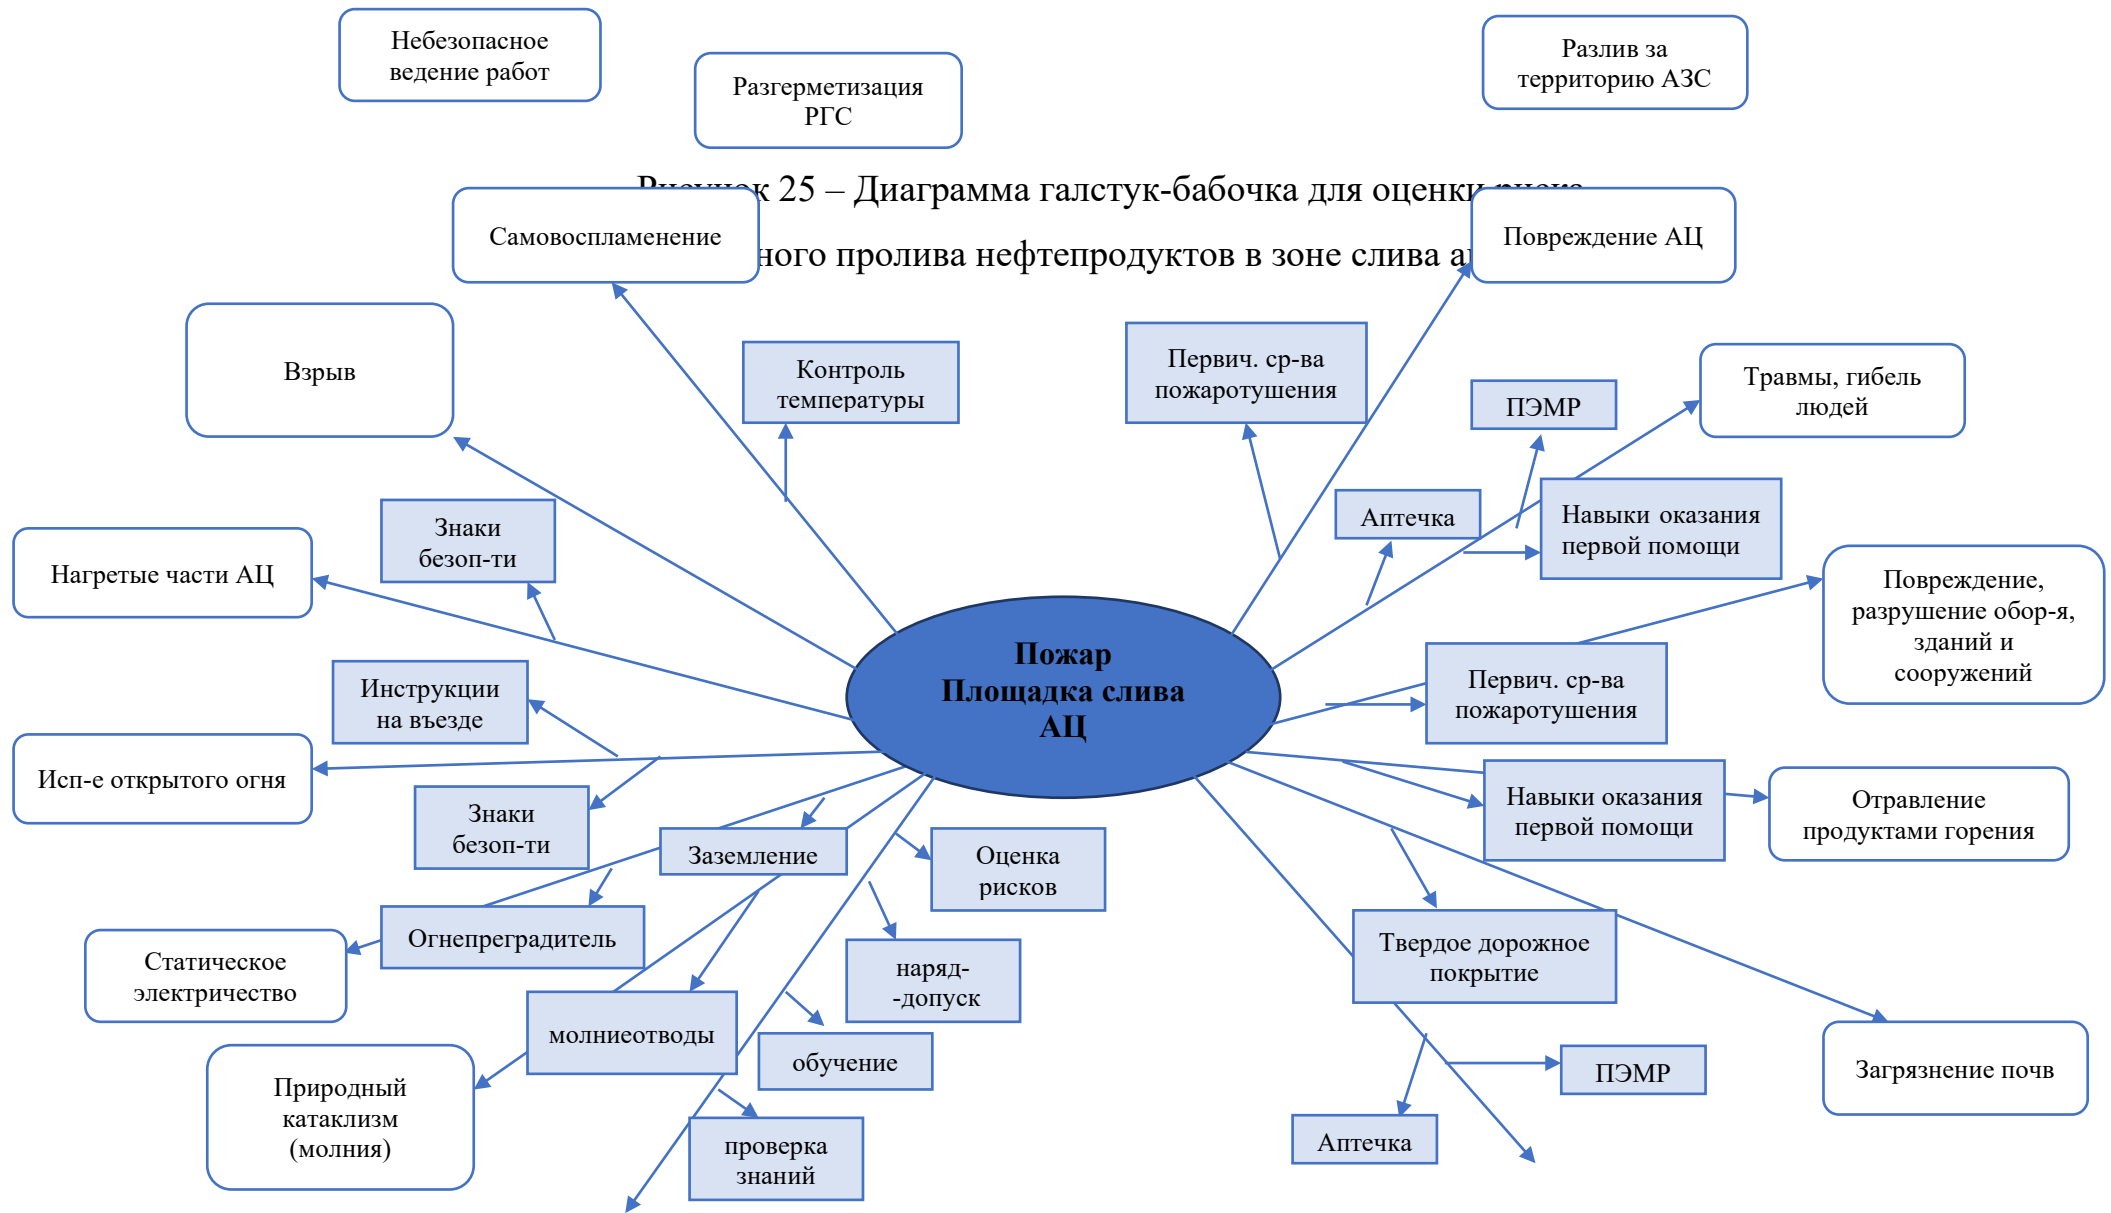 Небезопасное
ведение работ
Разгерметизация
РГС
Разлив за
территорию АЗС
25 – Диаграмма галстук-бабочка для оценки
Самовоспламенение
Повреждение АЦ
пролива нефтепродуктов в зоне слива
Взрыв
Контроль
температуры
Первич. ср-ва
пожаротушения
ПЭМР
Травмы, гибель
людей
Знаки
безоп-ти
Аптечка
Навыки оказания
первой помощи
Нагретые части АЦ
Повреждение,
разрушение обор-я,
зданий и
сооружений
Пожар
Площадка слива
АЦ
Инструкции
на въезде
Первич. ср-ва
пожаротушения
Исп-е открытого огня
Знаки
безоп-ти
Заземление
Оценка
рисков
Навыки оказания
первой помощи
Отравление
продуктами горения
Огнепреградитель
Твердое дорожное
покрытие
Статическое
электричество
наряд-
-допуск
молниеотводы
обучение
ПЭМР
Загрязнение почв
Природный
катаклизм
(молния)
проверка
знаний
Аптечка